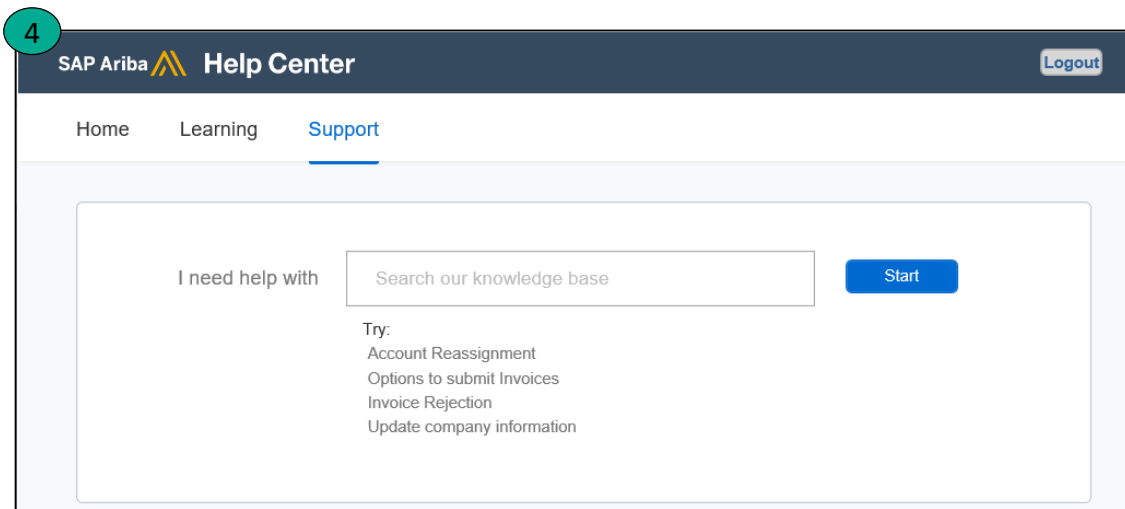 4
SAP Ariba Help Center Logout
Home Learning Support
I need help with Search our knowledge base Start
Try:
Account Reassignment
Options to submit Invoices
Invoice Rejection
Update company information